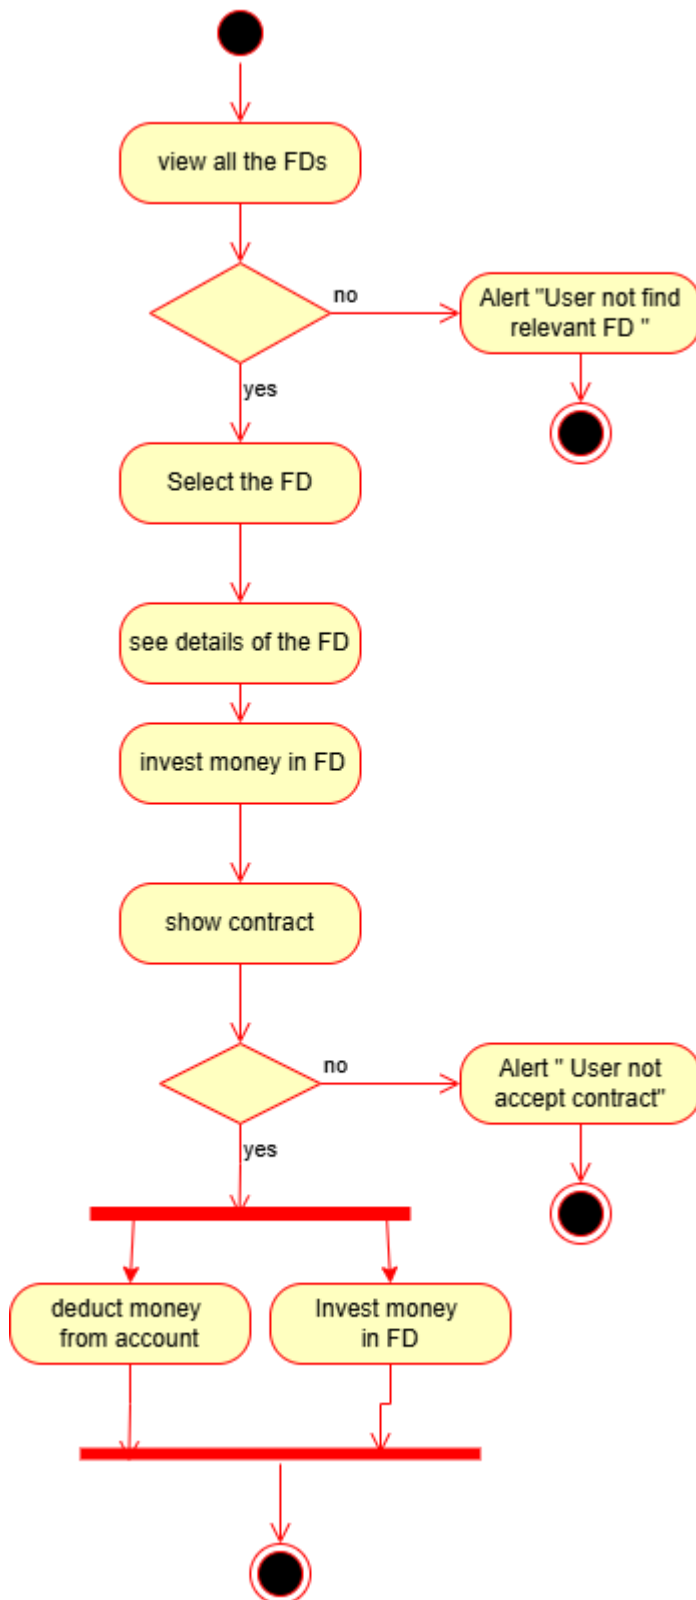 view all the FDs
no
Alert "User not find
relevant FD "
yes
Select the FD
see details of the FD
invest money in FD
show contract
no
Alert " User not
accept contract"
yes
deduct money
from account
Invest money
in FD